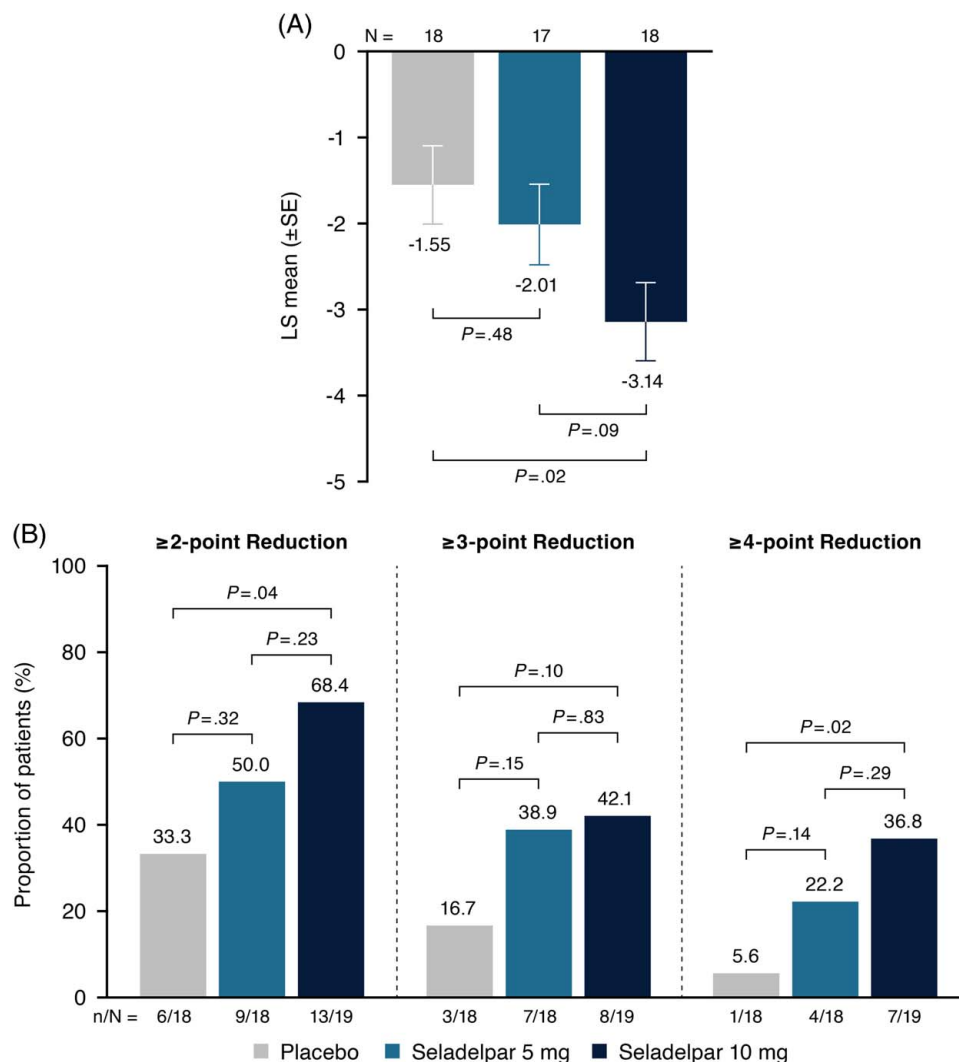 (A)
N = 18 17 18
0
-1
-2
-3
-4
-5
LS mean (±SE)
-1.55
-2.01
-3.14
P=.48
P=.09
P=.02
(B)
≥2-point Reduction ≥3-point Reduction ≥4-point Reduction
100
80
60
40
20
0
Proportion of patients (%)
P=.04
P=.23
P=.32
33.3
50.0
68.4
P=.10
P=.83
P=.15
16.7
38.9
42.1
P=.02
P=.29
P=.14
5.6
22.2
36.8
n/N = 6/18 9/18 13/19 3/18 7/18 8/19 1/18 4/18 7/19
Placebo Seladelpar 5 mg Seladelpar 10 mg